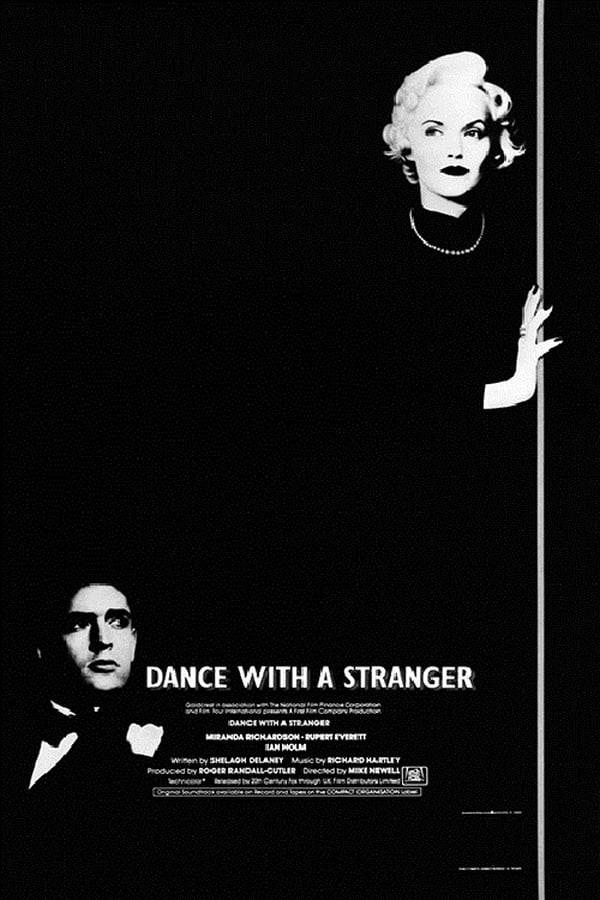 DANCE WITH A STRANGER
Goldcrest in association with The National Film Finance Corporation
and Film Four International presents A First Film Company Production
DANCE WITH A STRANGER
MIRANDA RICHARDSON · RUPERT EVERETT
IAN HOLM
Written by SHELAGH DELANEY Music by RICHARD HARTLEY
Produced by ROGER RANDALL-CUTLER Directed by MIKE NEWELL
Technicolor® Released by 20th Century Fox through UK Film Distributors Limited
Original Soundtrack available on Record and Tapes on the COMPACT ORGANISATION Label